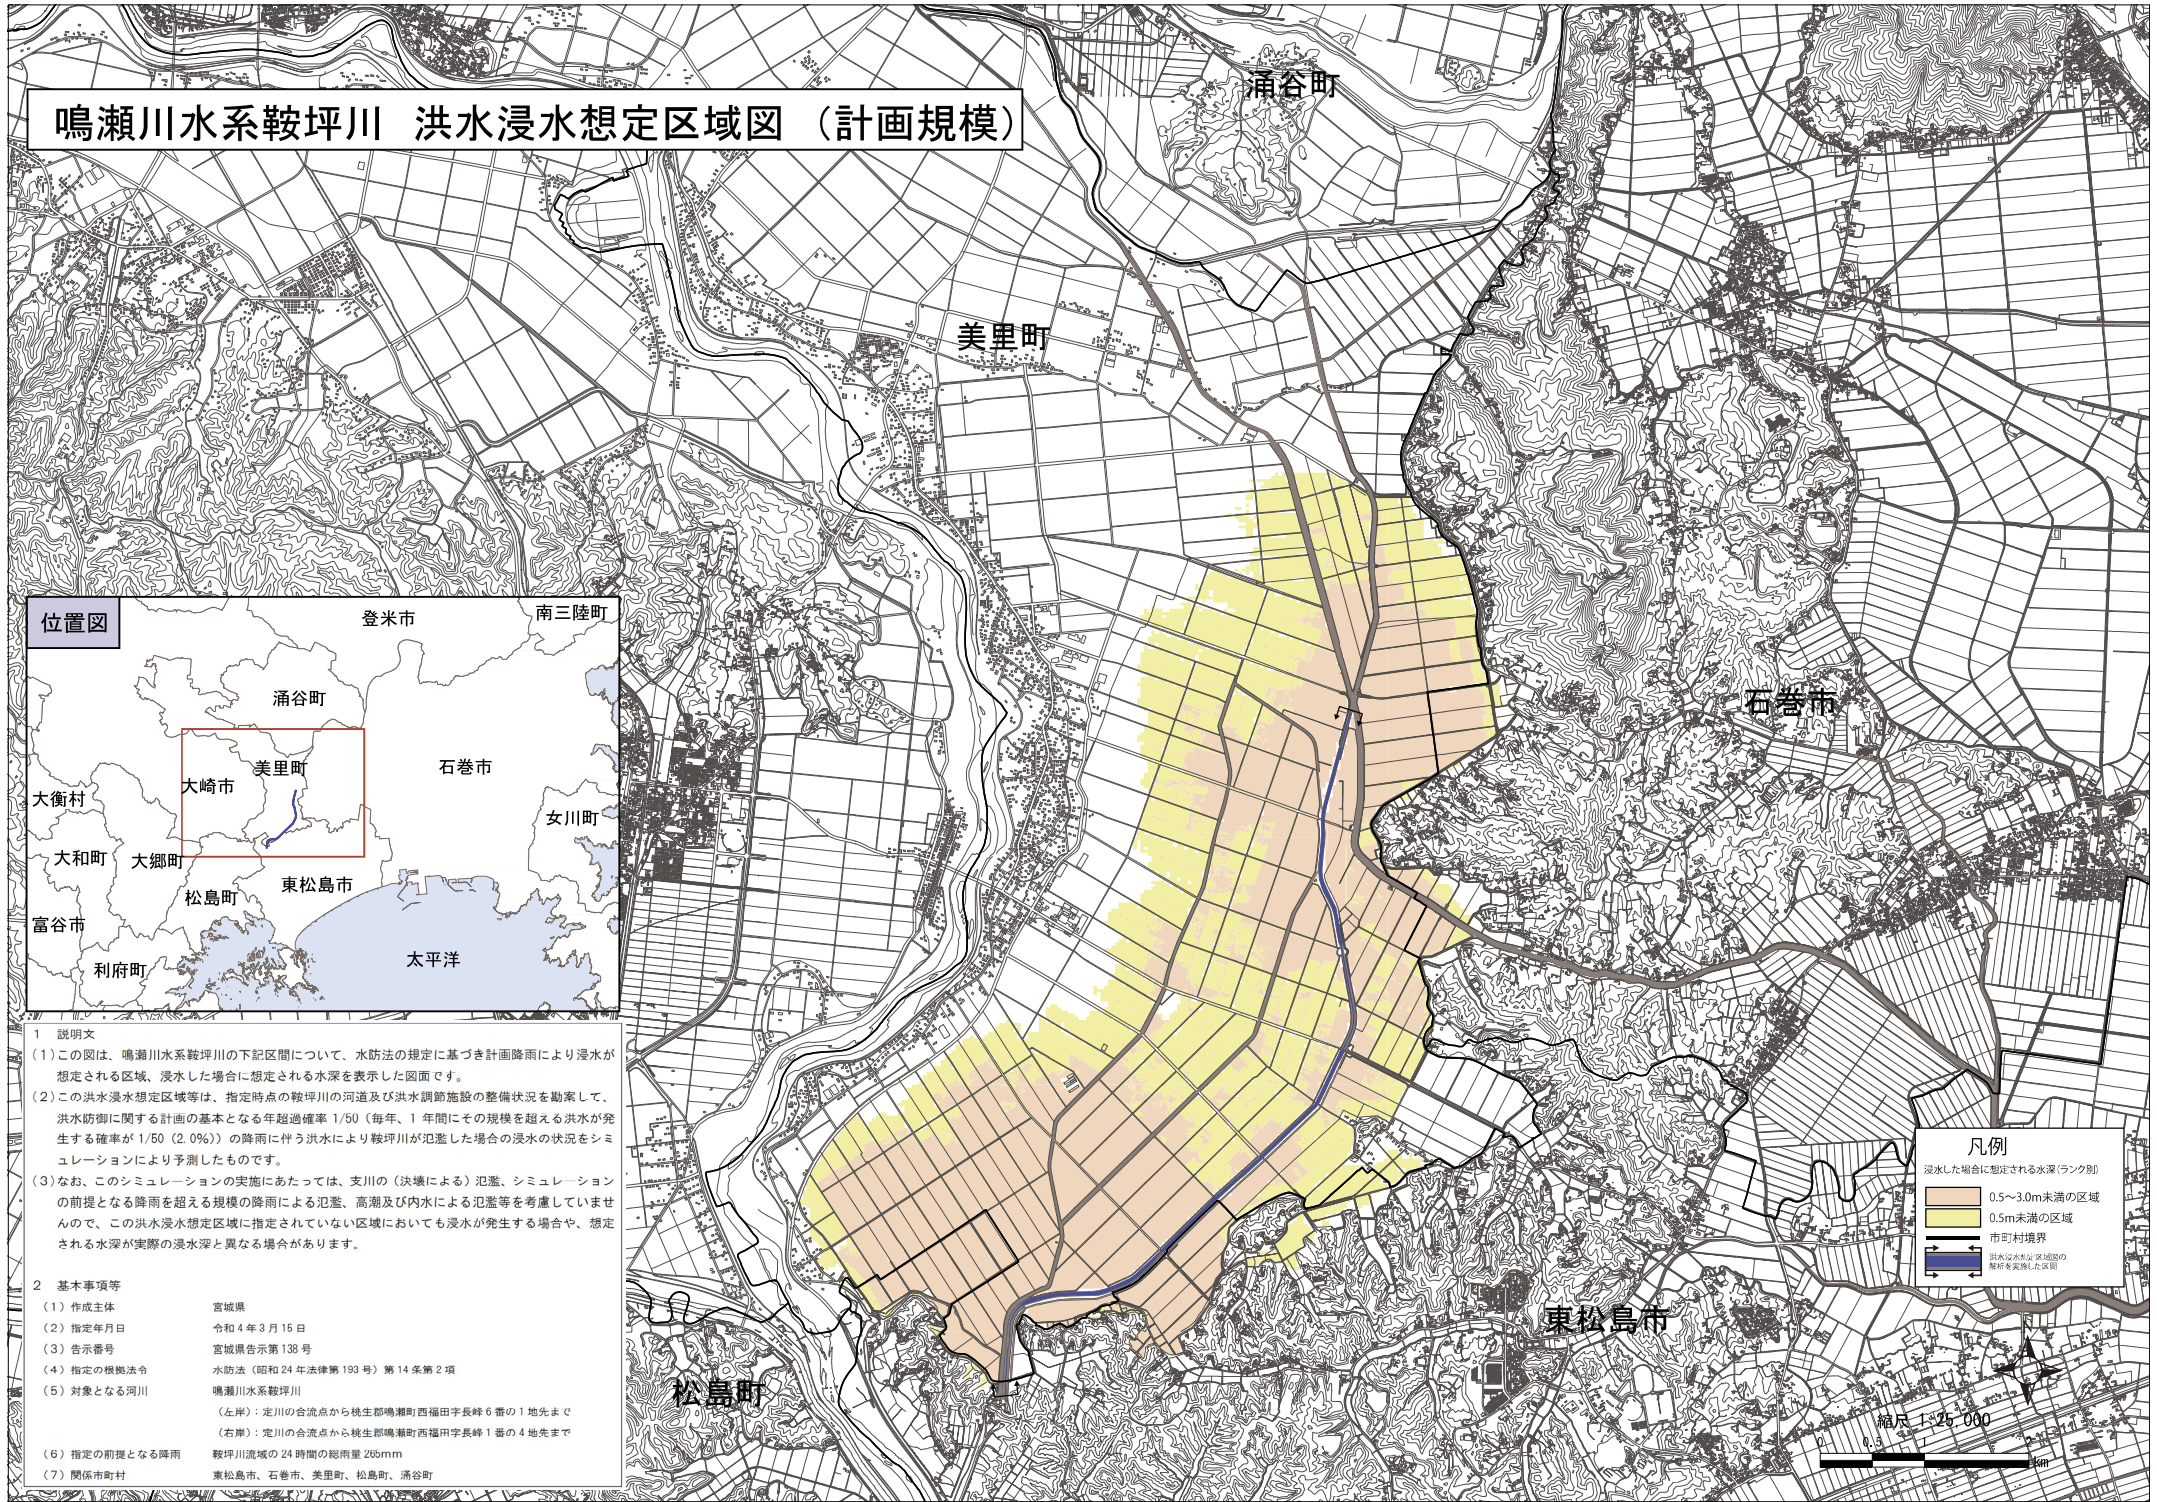 鳴瀬川水系鞍坪川 洪水浸水想定区域図 （計画規模）
涌谷町
美里町
石巻市
東松島市
松島町
位置図
登米市
南三陸町
涌谷町
石巻市
美里町
大崎市
大衡村
女川町
大和町
大郷町
東松島市
松島町
富谷市
太平洋
利府町
1 説明文
（1）この図は、鳴瀬川水系鞍坪川の下記区間について、水防法の規定に基づき計画降雨により浸水が
想定される区域、浸水した場合に想定される水深を表示した図面です。
（2）この洪水浸水想定区域等は、指定時点の鞍坪川の河道及び洪水調節施設の整備状況を勘案して、
洪水防御に関する計画の基本となる年超過確率 1/50（毎年、1 年間にその規模を超える洪水が発
生する確率が 1/50（2.0%））の降雨に伴う洪水により鞍坪川が氾濫した場合の浸水の状況をシミ
ュレーションにより予測したものです。
（3）なお、このシミュレーションの実施にあたっては、支川の（決壊による）氾濫、シミュレーション
の前提となる降雨を超える規模の降雨による氾濫、高潮及び内水による氾濫等を考慮していませ
んので、この洪水浸水想定区域に指定されていない区域においても浸水が発生する場合や、想定
される水深が実際の浸水深と異なる場合があります。
2 基本事項等
（1）作成主体 宮城県
（2）指定年月日 令和 4 年 3 月 15 日
（3）告示番号 宮城県告示第 138 号
（4）指定の根拠法令 水防法（昭和 24 年法律第 193 号）第 14 条第 2 項
（5）対象となる河川 鳴瀬川水系鞍坪川
（左岸）：定川の合流点から桃生郡鳴瀬町西福田字長峰 6 番の 1 地先まで
（右岸）：定川の合流点から桃生郡鳴瀬町西福田字長峰 1 番の 4 地先まで
（6）指定の前提となる降雨 鞍坪川流域の 24 時間の総雨量 265mm
（7）関係市町村 東松島市、石巻市、美里町、松島町、涌谷町
凡例
浸水した場合に想定される水深(ランク別)
0.5～3.0m未満の区域
0.5m未満の区域
市町村境界
洪水浸水想定区域図の
解析を実施した区間
縮尺 1:25,000
0 0.5 1 2
km